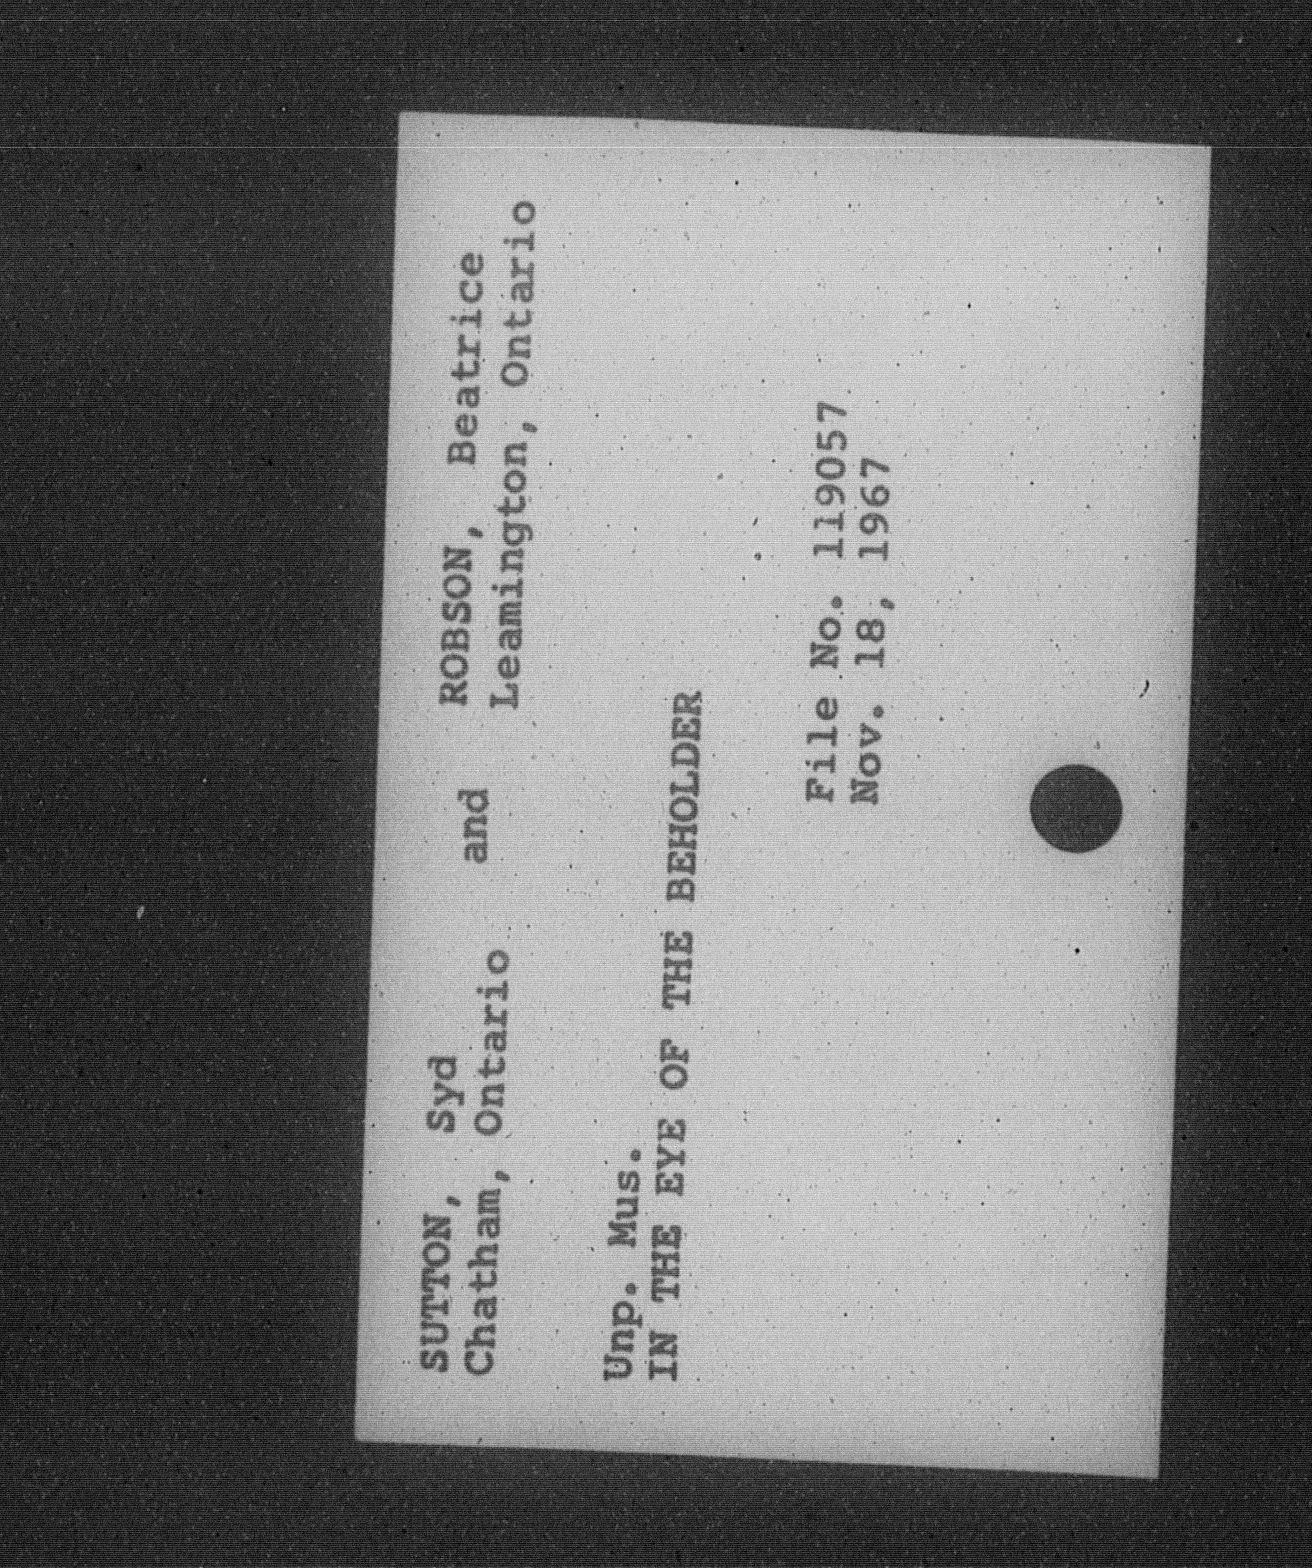 SUTTON, Syd and ROBSON, Beatrice
Chatham, Ontario Leamington, Ontario
Unp. Mus.
IN THE EYE OF THE BEHOLDER
File No. 119057
Nov. 18, 1967